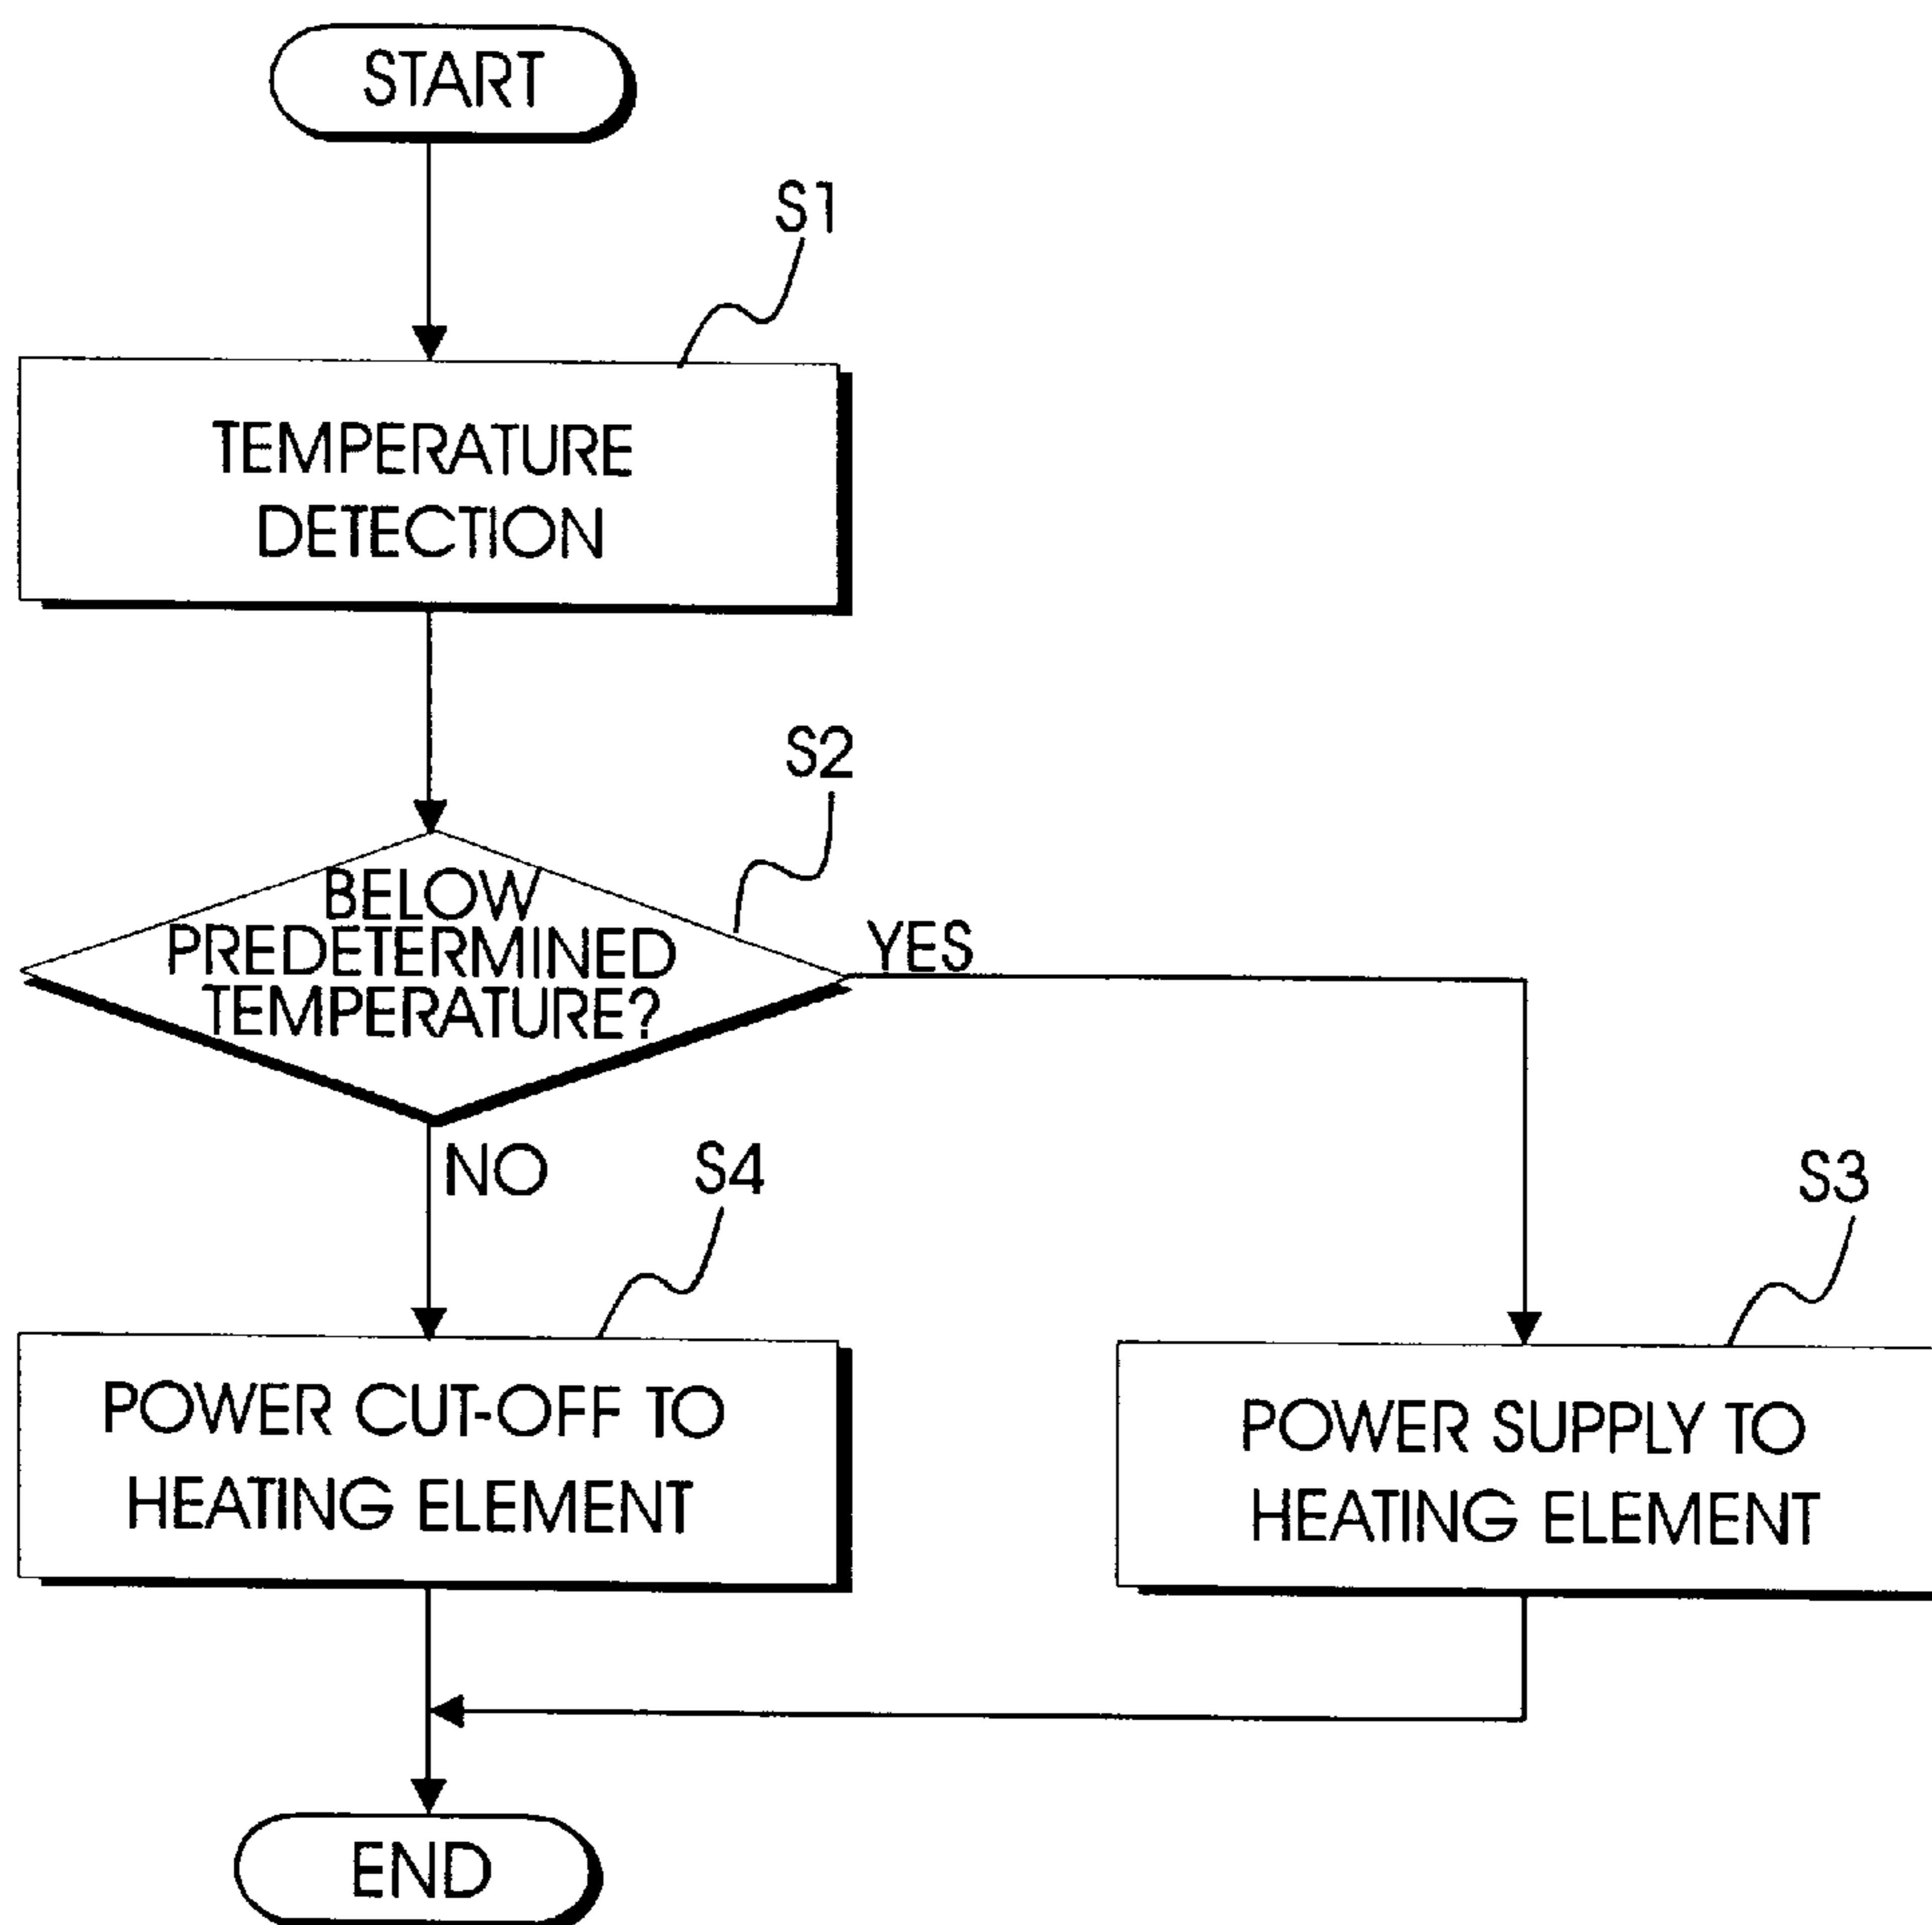 START
S1
TEMPERATURE
DETECTION
S2
BELOW
PREDETERMINED
TEMPERATURE?
YES
NO
S4
S3
POWER CUT-OFF TO
HEATING ELEMENT
POWER SUPPLY TO
HEATING ELEMENT
END